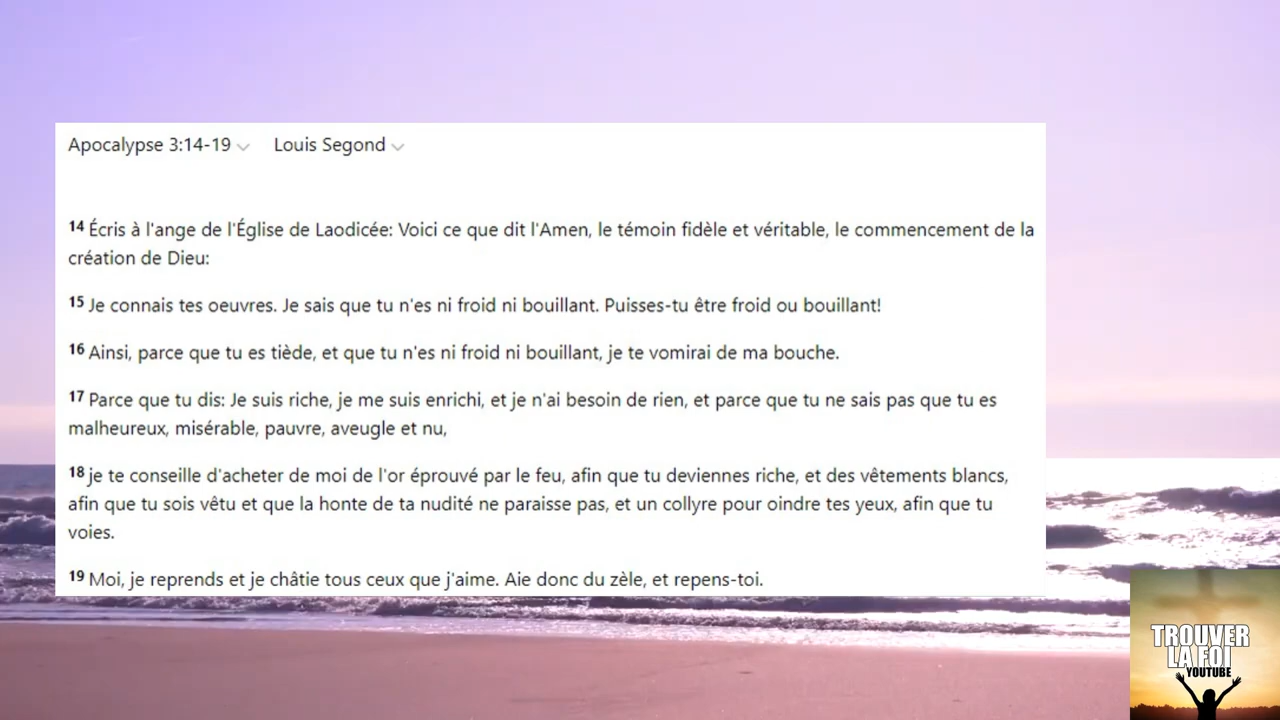 Apocalypse 3:14-19 Louis Segond
14 Écris à l'ange de l'Église de Laodicée: Voici ce que dit l'Amen, le témoin fidèle et véritable, le commencement de la
création de Dieu:
15 Je connais tes oeuvres. Je sais que tu n'es ni froid ni bouillant. Puisses-tu être froid ou bouillant!
16 Ainsi, parce que tu es tiède, et que tu n'es ni froid ni bouillant, je te vomirai de ma bouche.
17 Parce que tu dis: Je suis riche, je me suis enrichi, et je n'ai besoin de rien, et parce que tu ne sais pas que tu es
malheureux, misérable, pauvre, aveugle et nu,
18 je te conseille d'acheter de moi de l'or éprouvé par le feu, afin que tu deviennes riche, et des vêtements blancs,
afin que tu sois vêtu et que la honte de ta nudité ne paraisse pas, et un collyre pour oindre tes yeux, afin que tu
voies.
19 Moi, je reprends et je châtie tous ceux que j'aime. Aie donc du zèle, et repens-toi.
TROUVER
LA FOI
YOUTUBE